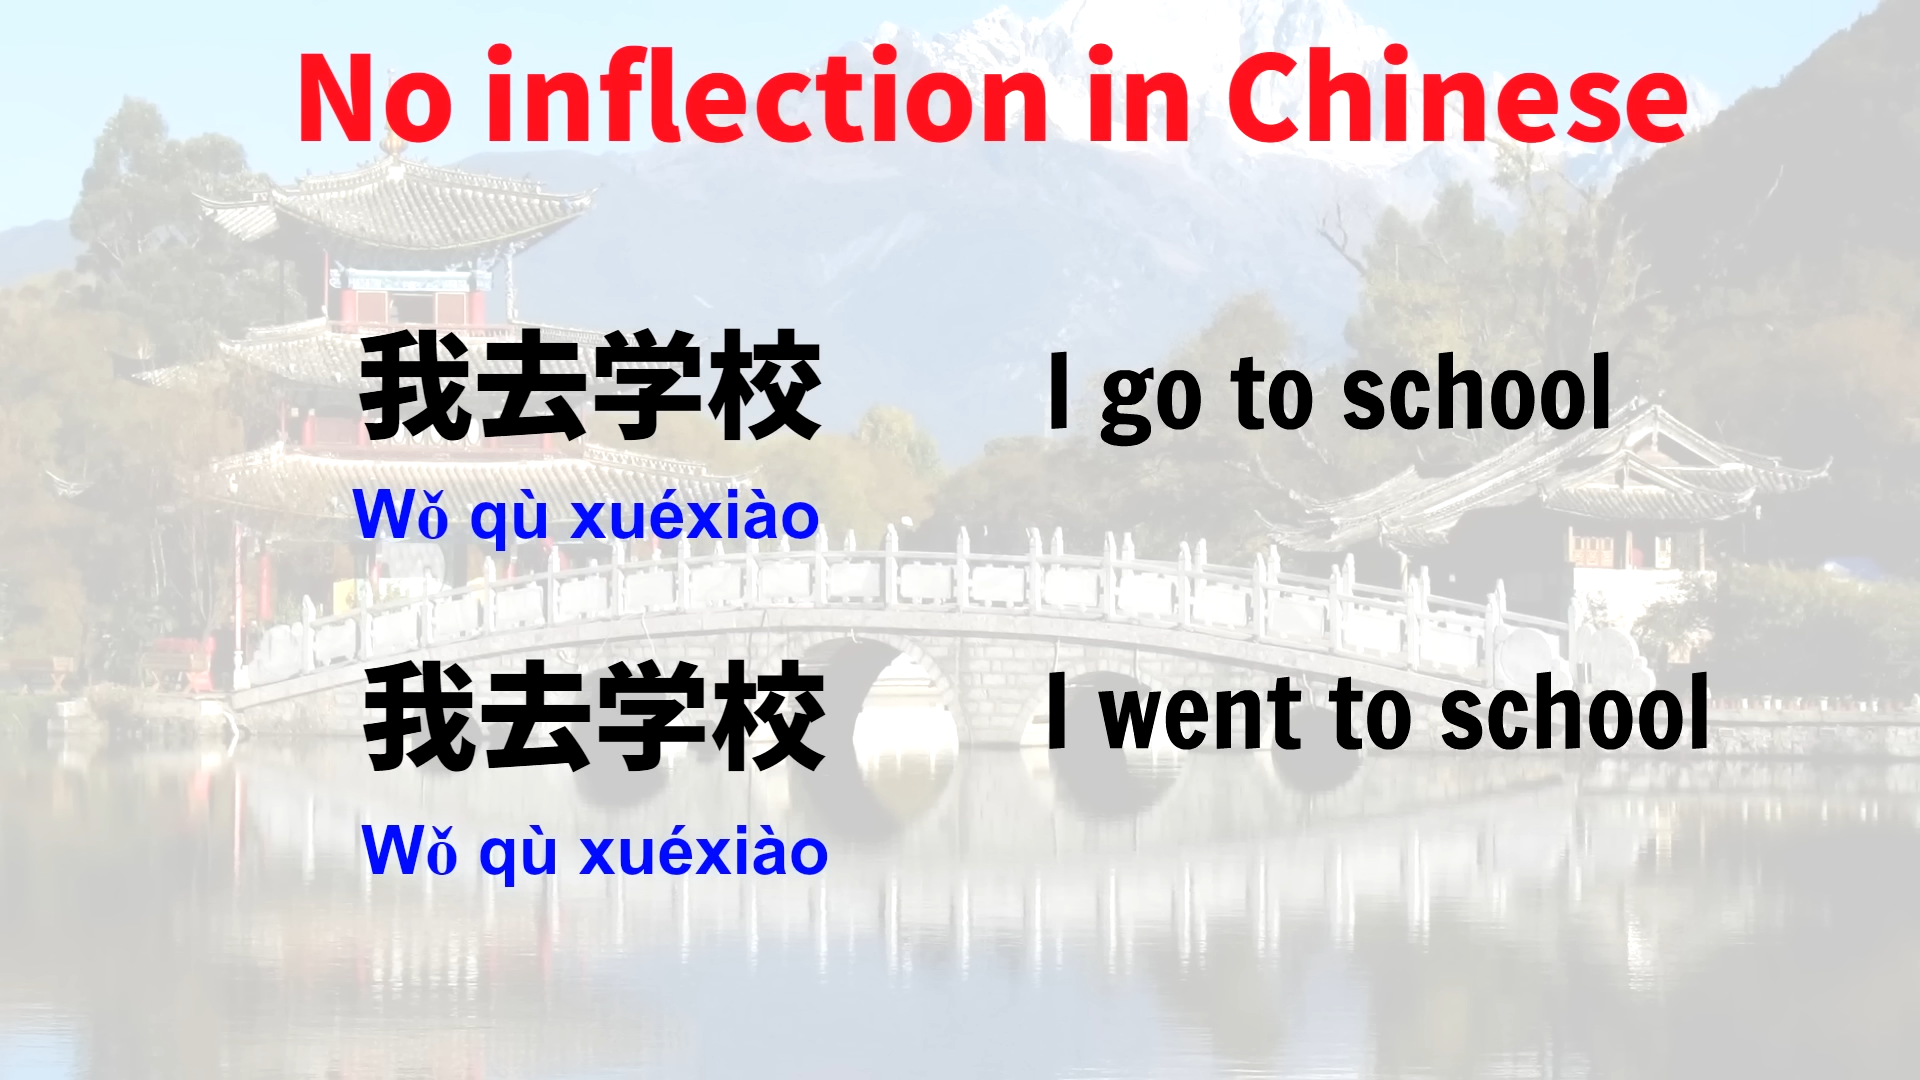 No inflection in Chinese
我去学校
I go to school
Wǒ qù xuéxiào
我去学校
I went to school
Wǒ qù xuéxiào